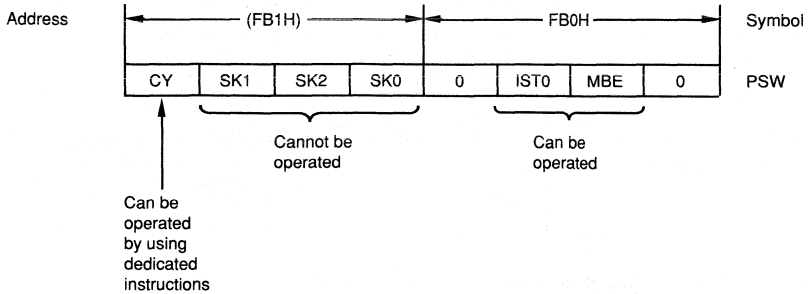 Address (FB1H) FB0H Symbol
CY SK1 SK2 SK0 0 IST0 MBE 0 PSW
Cannot be
operated
Can be
operated
Can be
operated
by using
dedicated
instructions